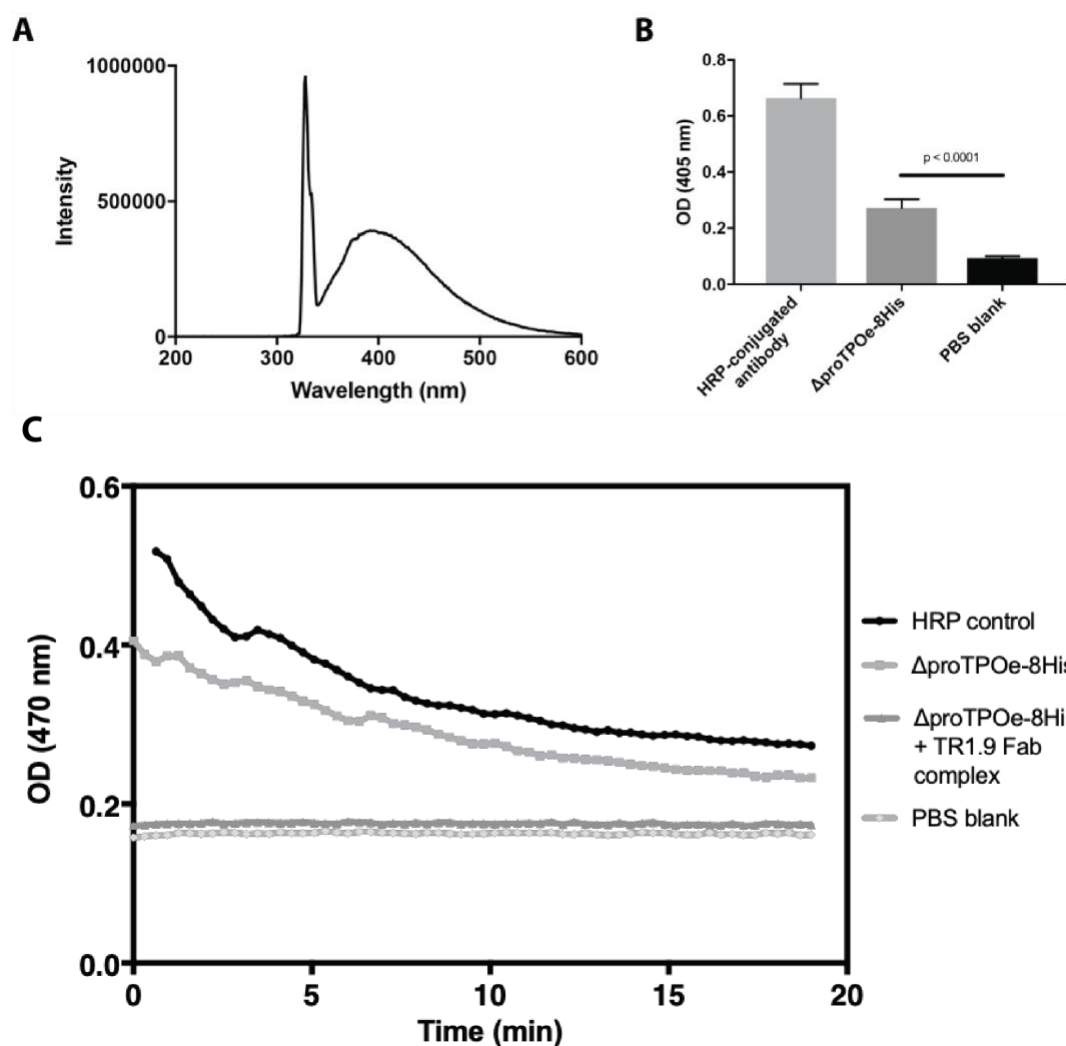 A
Intensity
1000000
500000
0
200
300
400
500
600
Wavelength (nm)
B
OD (405 nm)
0.8
0.6
0.4
0.2
0.0
p < 0.0001
HRP-conjugated
antibody
ΔproTPOe-8His
PBS blank
C
OD (470 nm)
0.6
0.4
0.2
0.0
0
5
10
15
20
Time (min)
HRP control
ΔproTPOe-8His
ΔproTPOe-8Hi
+ TR1.9 Fab
complex
PBS blank